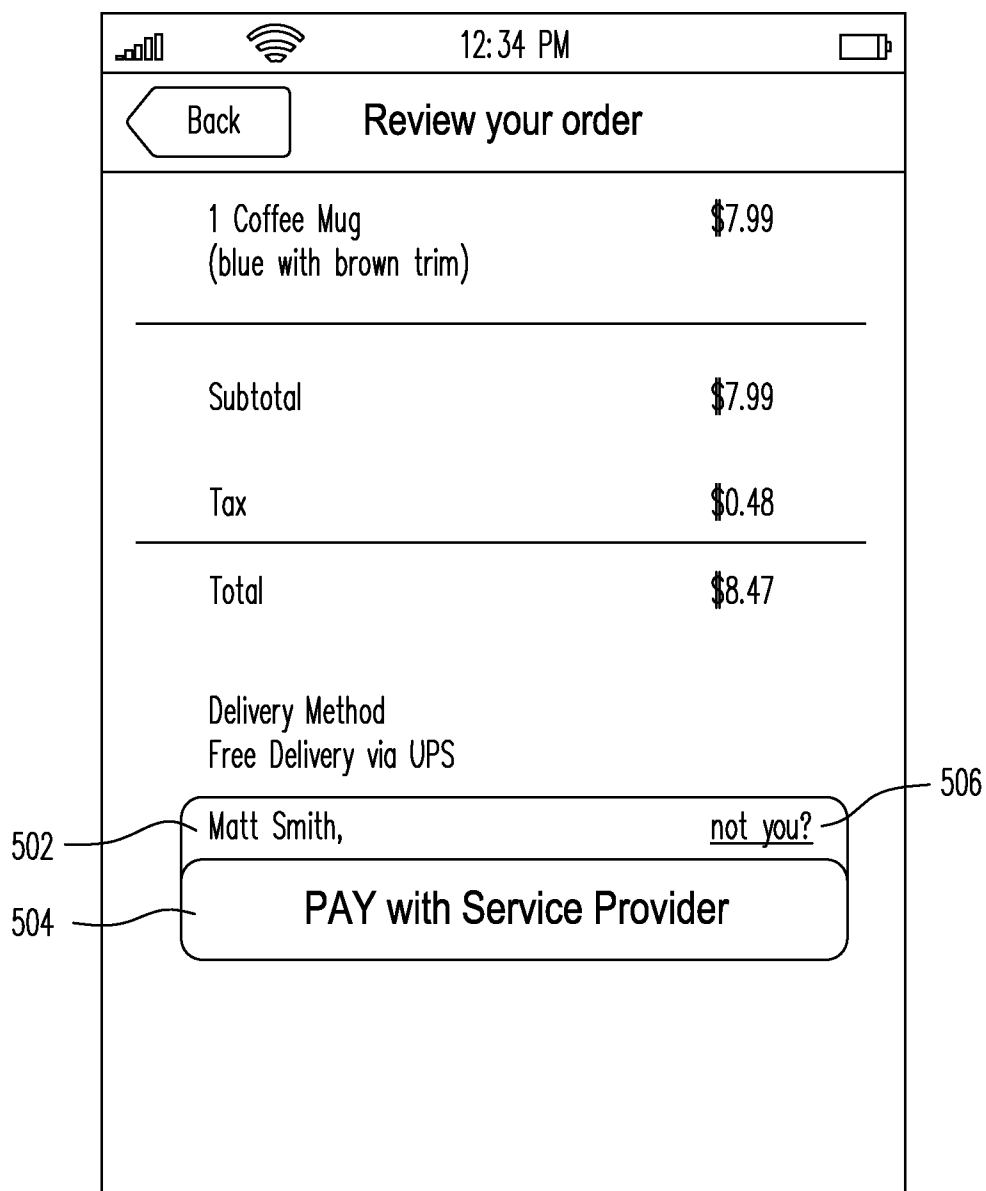 12:34 PM
Back
Review your order
1 Coffee Mug $7.99
(blue with brown trim)
Subtotal $7.99
Tax $0.48
Total $8.47
Delivery Method
Free Delivery via UPS
506
502 Matt Smith, not you?
504 PAY with Service Provider